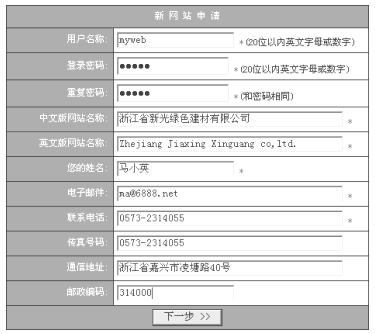 新网站申请
用户名称: myweb *(20位以内英文字母或数字)
登录密码: ●●●●● *(20位以内英文字母或数字)
重复密码: ●●●●● *(和密码相同)
中文版网站名称: 浙江省新光绿色建材有限公司 *
英文版网站名称: Zhejiang Jiaxing Xinguang co,ltd. *
您的姓名: 马小英 *
电子邮件: ma@6888.net *
联系电话: 0573-2314055 *
传真号码: 0573-2314055
通信地址: 浙江省嘉兴市凌塘路40号
邮政编码: 314000
下一步 >>